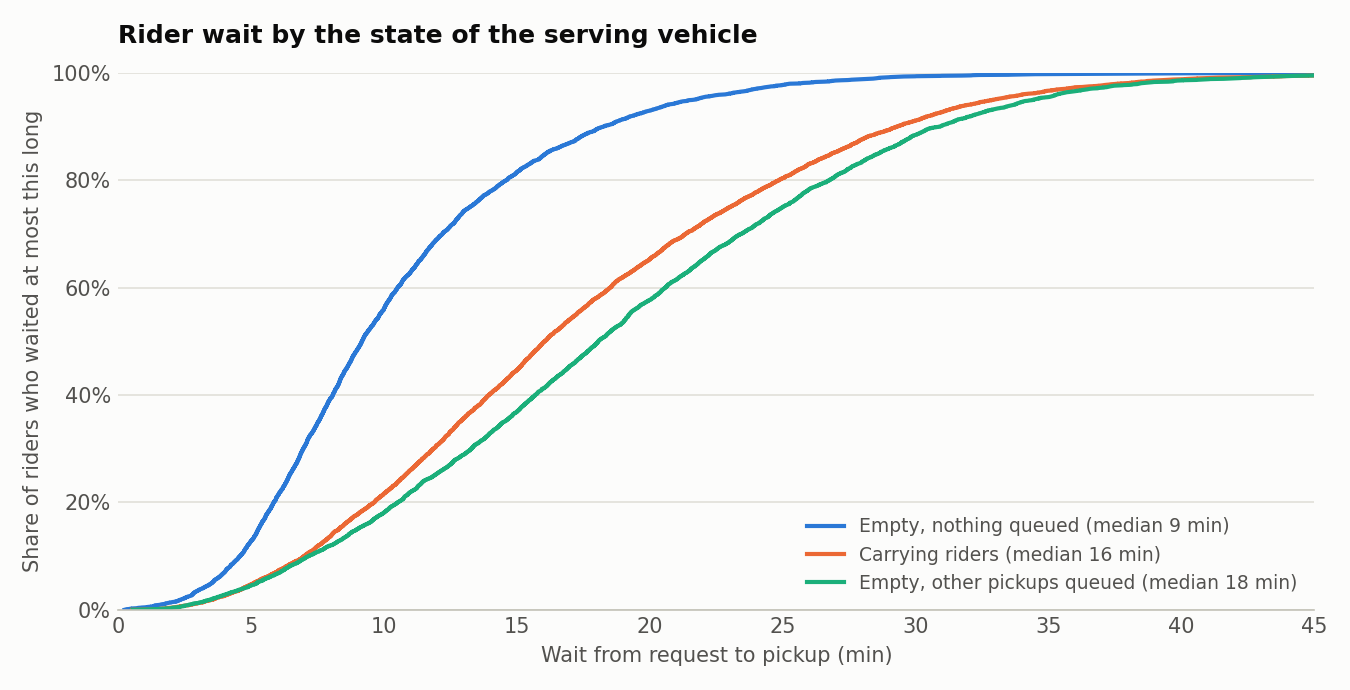 Rider wait by the state of the serving vehicle
Share of riders who waited at most this long
100%
80%
60%
40%
20%
0%
Empty, nothing queued (median 9 min)
Carrying riders (median 16 min)
Empty, other pickups queued (median 18 min)
0 5 10 15 20 25 30 35 40 45
Wait from request to pickup (min)